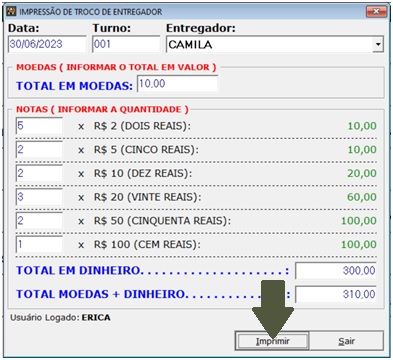 IMPRESSÃO DE TROCO DE ENTREGADOR
Data: Turno: Entregador:
30/06/2023 001 CAMILA
MOEDAS ( INFORMAR O TOTAL EM VALOR )
TOTAL EM MOEDAS: 10,00
NOTAS ( INFORMAR A QUANTIDADE )
5 x R$ 2 (DOIS REAIS): 10,00
2 x R$ 5 (CINCO REAIS): 10,00
2 x R$ 10 (DEZ REAIS): 20,00
3 x R$ 20 (VINTE REAIS): 60,00
2 x R$ 50 (CINQUENTA REAIS): 100,00
1 x R$ 100 (CEM REAIS): 100,00
TOTAL EM DINHEIRO. . . . . . . . . . . . . . . . . . . : 300,00
TOTAL MOEDAS + DINHEIRO. . . . . . . . . . . . . : 310,00
Usuário Logado: ERICA
Imprimir Sair